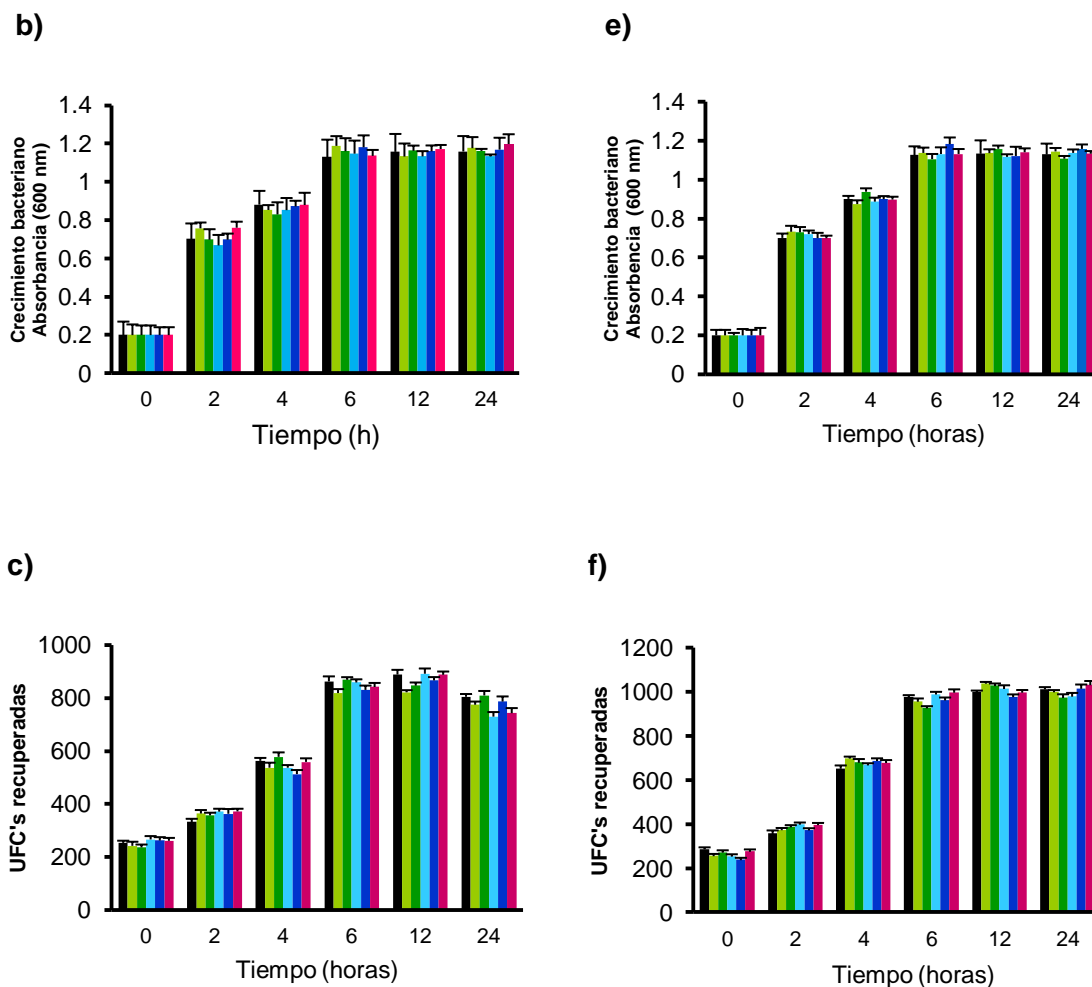 b)
Crecimiento bacteriano
Absorbancia (600 nm)
1.4
1.2
1
0.8
0.6
0.4
0.2
0
0 2 4 6 12 24
Tiempo (h)
e)
Crecimiento bacteriano
Absorbencia (600 nm)
1.4
1.2
1
0.8
0.6
0.4
0.2
0
0 2 4 6 12 24
Tiempo (horas)
c)
UFC's recuperadas
1000
800
600
400
200
0
0 2 4 6 12 24
Tiempo (horas)
f)
UFC's recuperadas
1200
1000
800
600
400
200
0
0 2 4 6 12 24
Tiempo (horas)